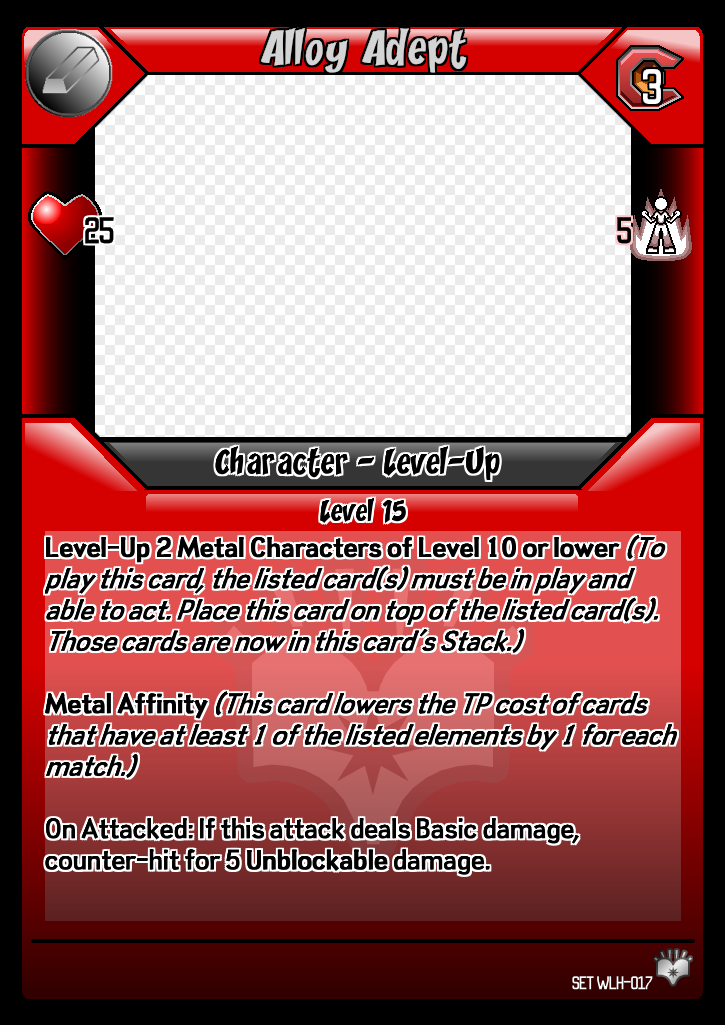 Alloy Adept
3
25
5
Character - Level-Up
Level 15
Level-Up 2 Metal Characters of Level 10 or lower (To
play this card, the listed card(s) must be in play and
able to act. Place this card on top of the listed card(s).
Those cards are now in this card's Stack.)
Metal Affinity (This card lowers the TP cost of cards
that have at least 1 of the listed elements by 1 for each
match.)
On Attacked: If this attack deals Basic damage,
counter-hit for 5 Unblockable damage.
SET WLH-017